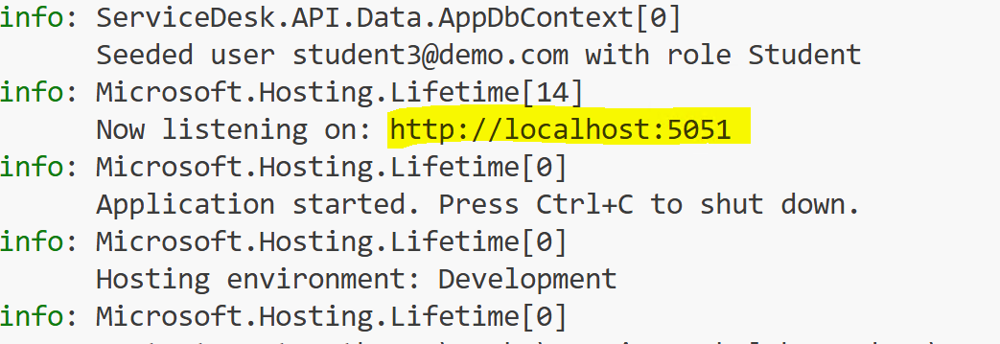 info: ServiceDesk.API.Data.AppDbContext[0]
Seeded user student3@demo.com with role Student
info: Microsoft.Hosting.Lifetime[14]
Now listening on: http://localhost:5051
info: Microsoft.Hosting.Lifetime[0]
Application started. Press Ctrl+C to shut down.
info: Microsoft.Hosting.Lifetime[0]
Hosting environment: Development
info: Microsoft.Hosting.Lifetime[0]